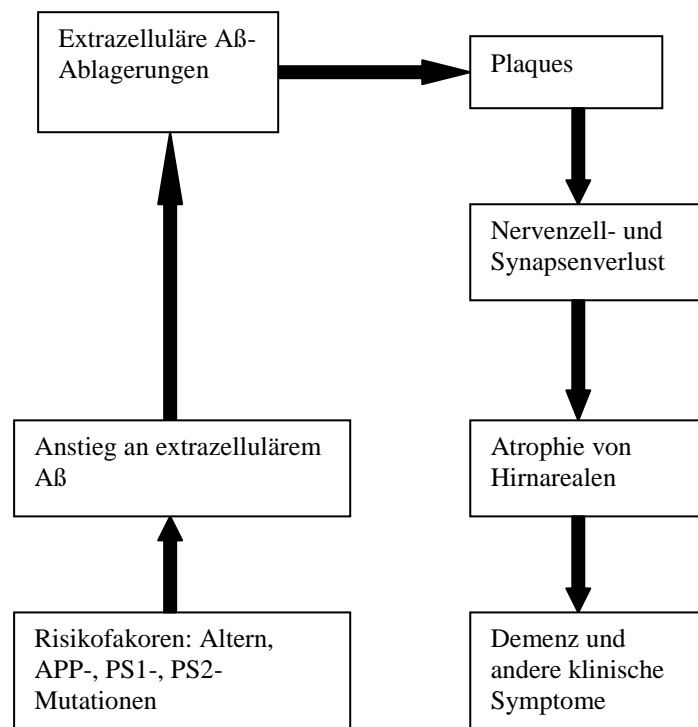 Extrazelluläre Aß-
Ablagerungen
Plaques
Nervenzell- und
Synapsenverlust
Anstieg an extrazellulärem
Aß
Atrophie von
Hirnarealen
Risikofakoren: Altern,
APP-, PS1-, PS2-
Mutationen
Demenz und
andere klinische
Symptome